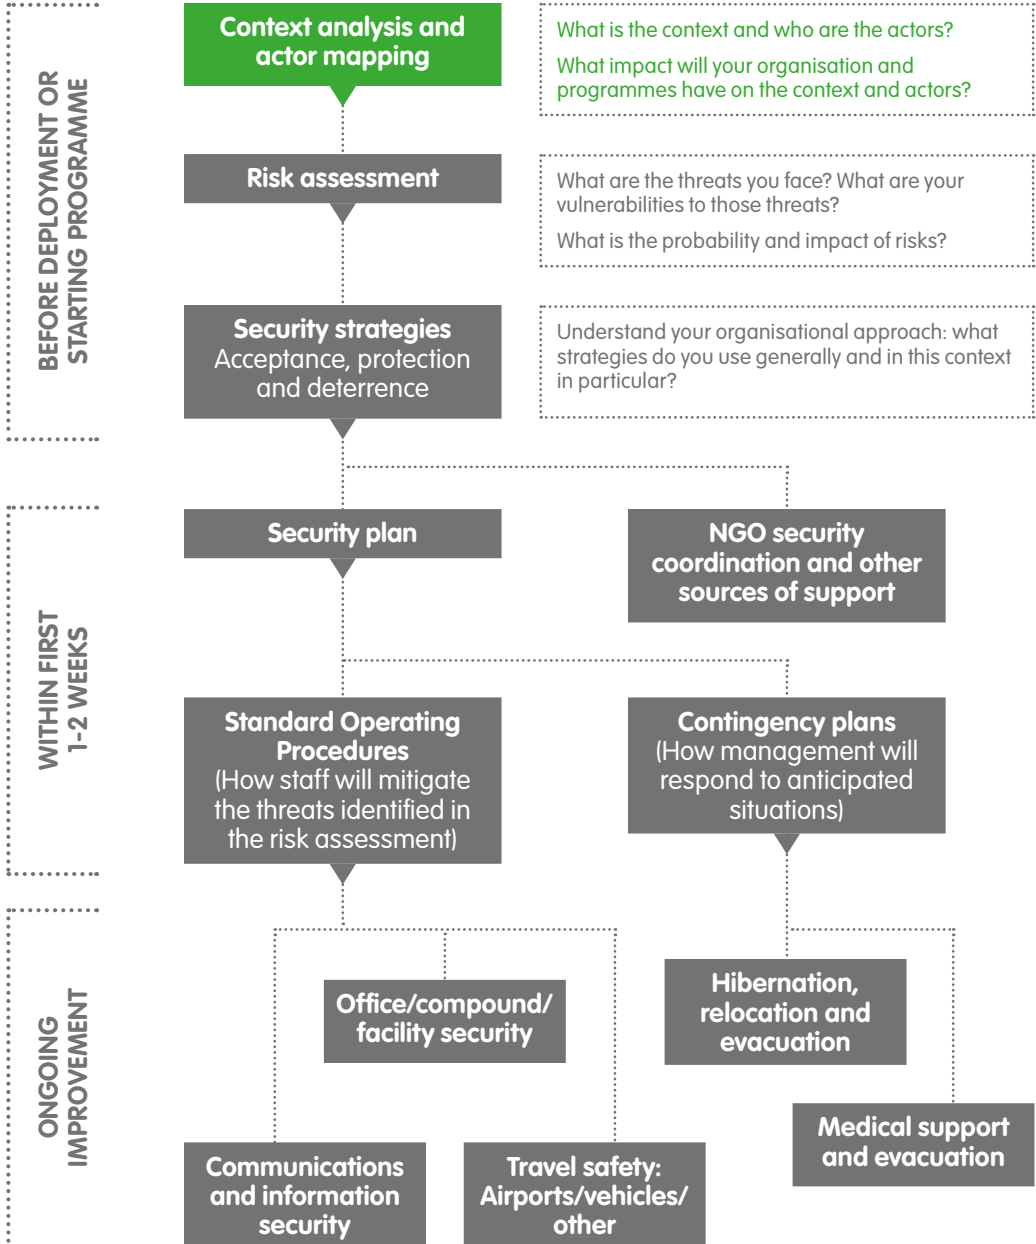 BEFORE DEPLOYMENT OR
STARTING PROGRAMME
Context analysis and
actor mapping
What is the context and who are the actors?
What impact will your organisation and
programmes have on the context and actors?
Risk assessment
What are the threats you face? What are your
vulnerabilities to those threats?
What is the probability and impact of risks?
Security strategies
Acceptance, protection
and deterrence
Understand your organisational approach: what
strategies do you use generally and in this context
in particular?
WITHIN FIRST
1-2 WEEKS
Security plan
NGO security
coordination and other
sources of support
Standard Operating
Procedures
(How staff will mitigate
the threats identified in
the risk assessment)
Contingency plans
(How management will
respond to anticipated
situations)
ONGOING
IMPROVEMENT
Office/compound/
facility security
Hibernation,
relocation and
evacuation
Communications
and information
security
Travel safety:
Airports/vehicles/
other
Medical support
and evacuation